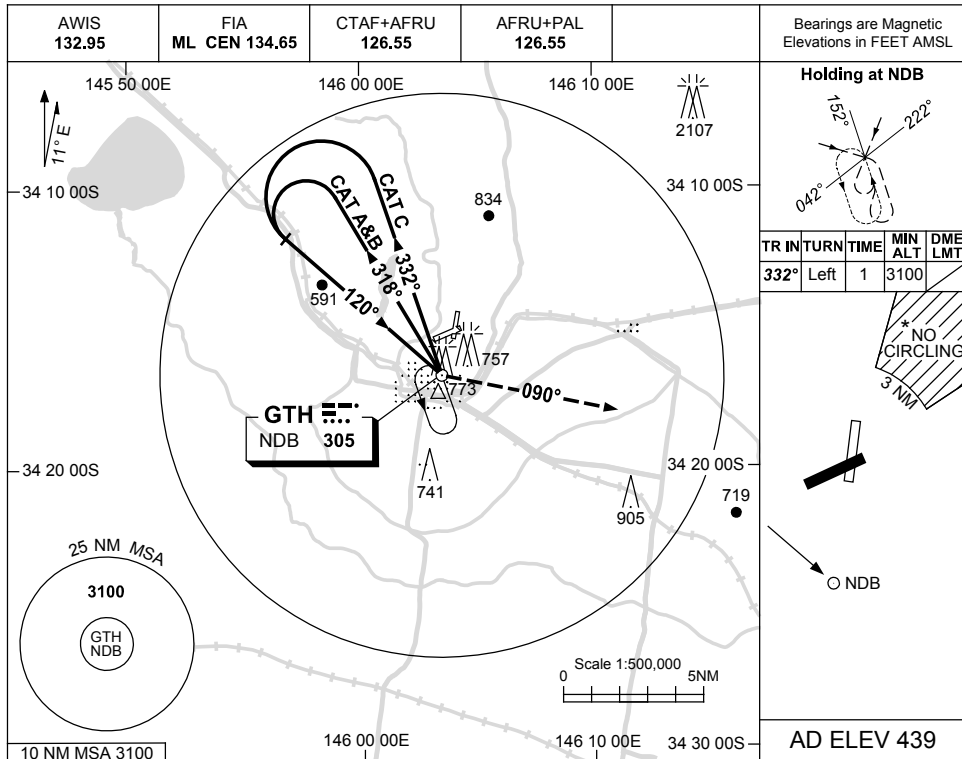 AWIS
132.95
FIA
ML CEN 134.65
CTAF+AFRU
126.55
AFRU+PAL
126.55
Bearings are Magnetic
Elevations in FEET AMSL
145 50 00E
146 00 00E
146 10 00E
11° E
2107
34 10 00S
34 10 00S
CAT C
CAT A&B
834
332°
318°
591
120°
757
773
090°
GTH
NDB 305
34 20 00S
34 20 00S
741
905
719
25 NM MSA
3100
GTH
NDB
Scale 1:500,000
0 5NM
10 NM MSA 3100
146 00 00E
146 10 00E
34 30 00S
Holding at NDB
152°
222°
042°
TR IN TURN TIME MIN ALT DME LMT
332° Left 1 3100
*NO
CIRCLING
3 NM
NDB
AD ELEV 439